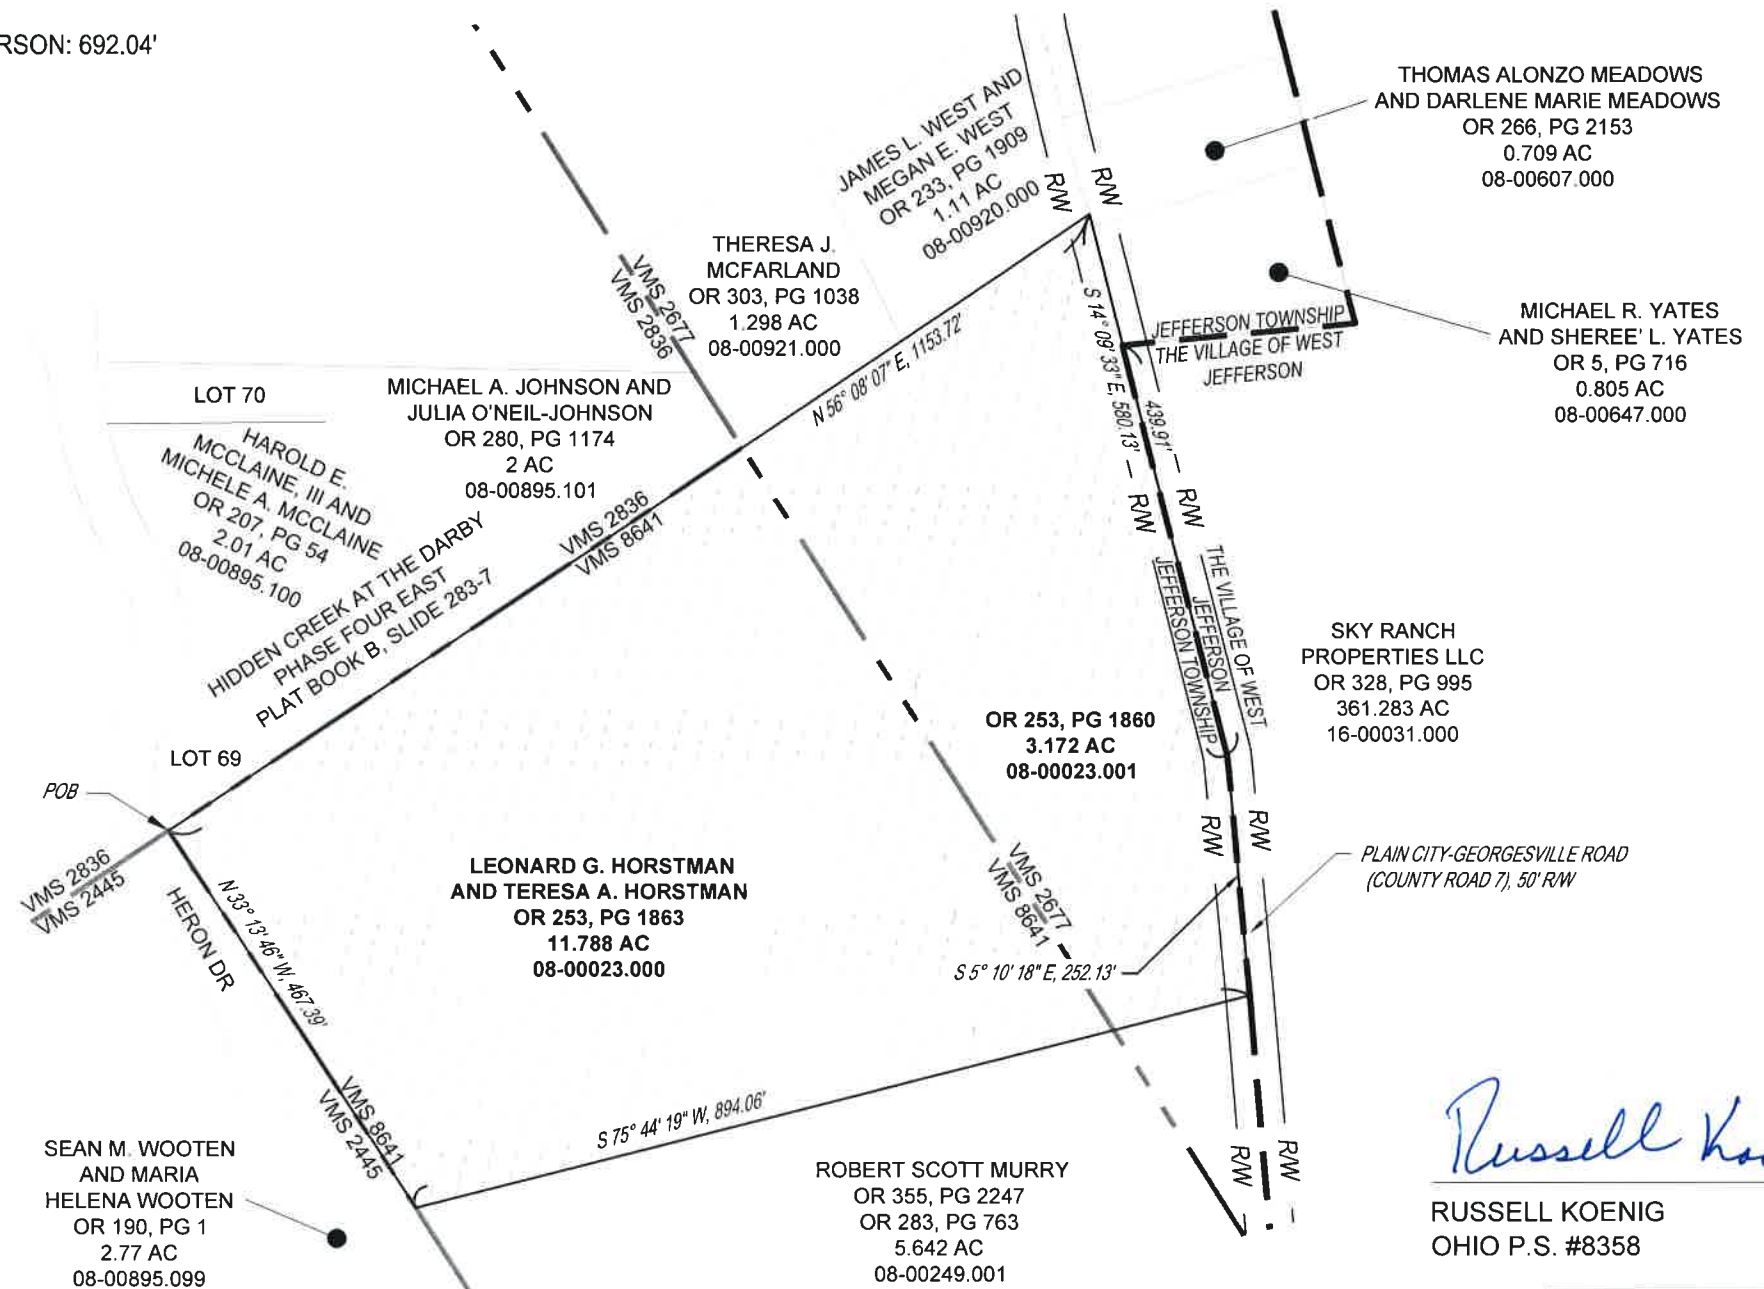 RSON: 692.04'
THOMAS ALONZO MEADOWS
AND DARLENE MARIE MEADOWS
OR 266, PG 2153
0.709 AC
08-00607.000
JAMES L. WEST AND
MEGAN E. WEST
OR 233, PG 1909
1.11 AC
08-00920.000
R/W
R/W
THERESA J.
MCFARLAND
OR 303, PG 1038
1.298 AC
08-00921.000
VMS 2677
VMS 2836
MICHAEL R. YATES
AND SHEREE' L. YATES
OR 5, PG 716
0.805 AC
08-00647.000
JEFFERSON TOWNSHIP
THE VILLAGE OF WEST
JEFFERSON
S 14° 09' 33" E, 580.13'
439.91'
N 56° 08' 07" E, 1153.72'
LOT 70
MICHAEL A. JOHNSON AND
JULIA O'NEIL-JOHNSON
OR 280, PG 1174
2 AC
08-00895.101
HAROLD E.
MCCLAINE, III AND
MICHELE A. MCCLAINE
OR 207, PG 54
2.01 AC
08-00895.100
R/W
R/W
VMS 2836
VMS 8641
HIDDEN CREEK AT THE DARBY
PHASE FOUR EAST
PLAT BOOK B, SLIDE 283-7
THE VILLAGE OF WEST
JEFFERSON
JEFFERSON TOWNSHIP
SKY RANCH
PROPERTIES LLC
OR 328, PG 995
361.283 AC
16-00031.000
OR 253, PG 1860
3.172 AC
08-00023.001
LOT 69
POB
R/W
R/W
VMS 2836
VMS 2445
LEONARD G. HORSTMAN
AND TERESA A. HORSTMAN
OR 253, PG 1863
11.788 AC
08-00023.000
PLAIN CITY-GEORGESVILLE ROAD
(COUNTY ROAD 7), 50' R/W
VMS 2677
VMS 8641
N 33° 13' 46" W, 467.39'
HERON DR
S 5° 10' 18" E, 252.13'
VMS 8641
VMS 2445
S 75° 44' 19" W, 894.06'
SEAN M. WOOTEN
AND MARIA
HELENA WOOTEN
OR 190, PG 1
2.77 AC
08-00895.099
ROBERT SCOTT MURRY
OR 355, PG 2247
OR 283, PG 763
5.642 AC
08-00249.001
R/W
R/W
Russell Ko
RUSSELL KOENIG
OHIO P.S. #8358